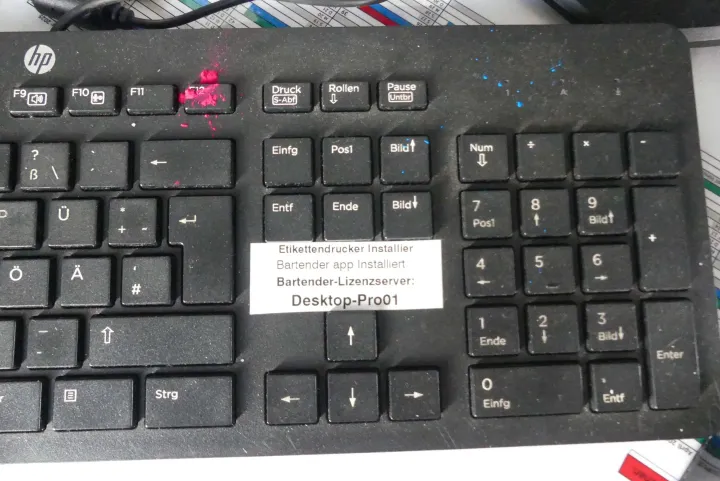 hp
F9 F10 F11 F12
Druck
S-Abf
Rollen
Pause
Untbr
1 A
? ß \
Einfg Pos1 Bild
Num ÷ × -
P Ü * + -
Entf Ende Bild
7 Pos1
8
9 Bild
+
Etikettendrucker Installier
Bartender app Installiert
Bartender-Lizenzserver:
Desktop-Pro01
Ö Ä ' #
4 5 6
-
1 Ende
2
3 Bild
Enter
Strg
0 Einfg
, Entf